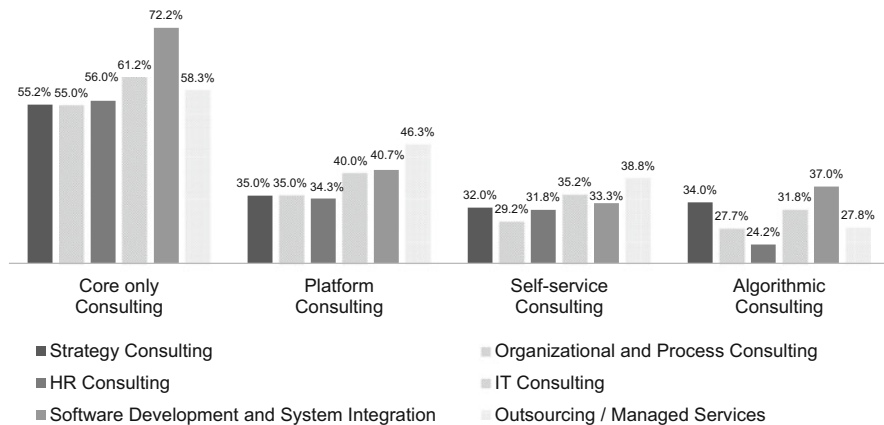 72.2%
61.2%
58.3%
55.2% 55.0% 56.0%
46.3%
40.0% 40.7%
38.8%
37.0%
35.0% 35.0% 34.3%
35.2%
33.3%
34.0%
32.0%
31.8%
31.8%
29.2%
27.7%
27.8%
24.2%
Core only
Consulting
Platform
Consulting
Self-service
Consulting
Algorithmic
Consulting
Strategy Consulting
Organizational and Process Consulting
HR Consulting
IT Consulting
Software Development and System Integration
Outsourcing / Managed Services